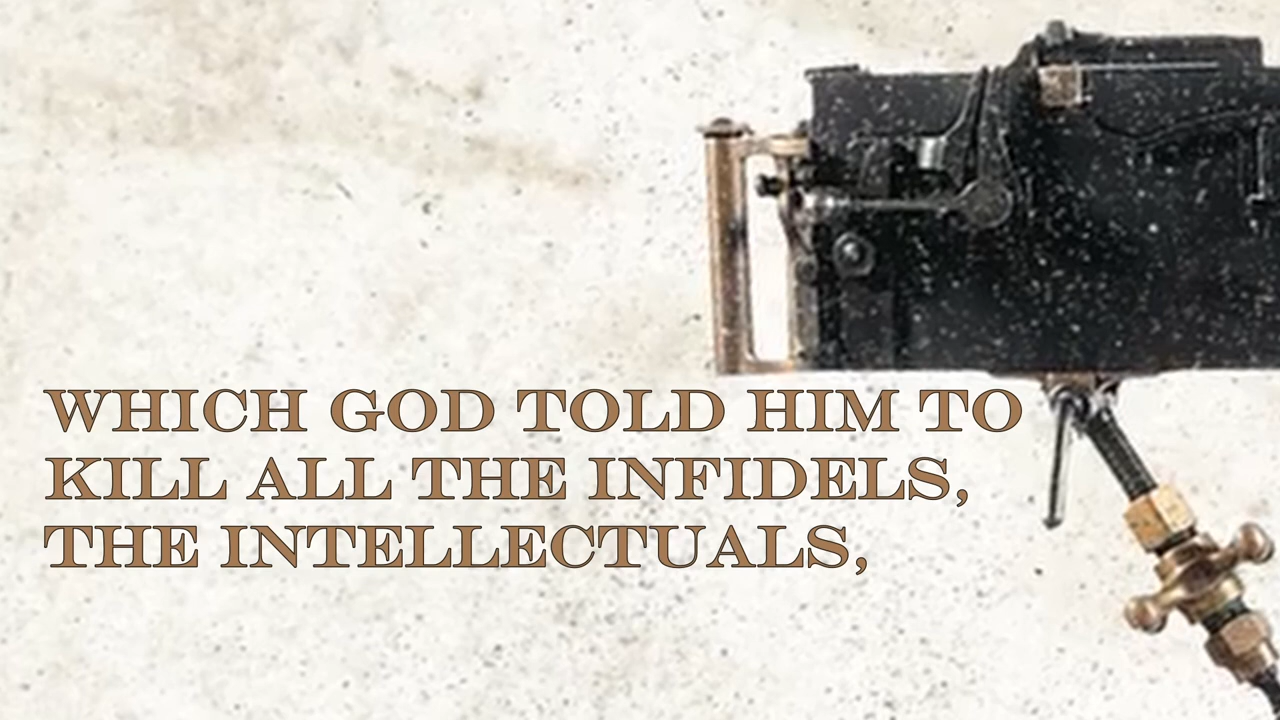 WHICH GOD TOLD HIM TO
KILL ALL THE INFIDELS,
THE INTELLECTUALS,